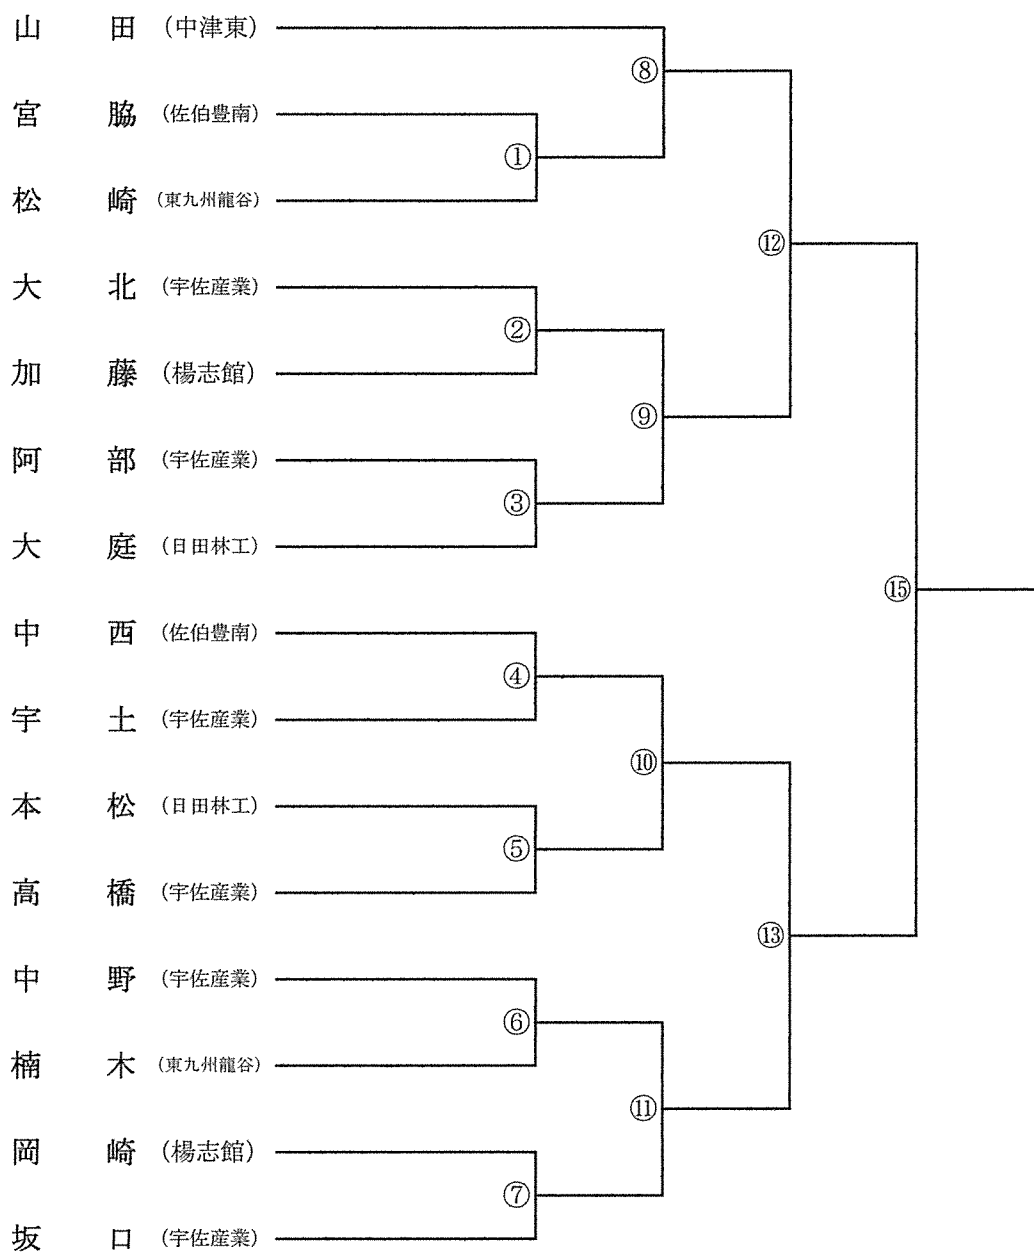 山田（中津東）
⑧
宮脇（佐伯豊南）
①
松崎（東九州龍谷）
⑫
大北（宇佐産業）
②
加藤（楊志館）
⑨
阿部（宇佐産業）
③
大庭（日田林工）
⑮
中西（佐伯豊南）
④
宇土（宇佐産業）
⑩
本松（日田林工）
⑤
高橋（宇佐産業）
⑬
中野（宇佐産業）
⑥
楠木（東九州龍谷）
⑪
岡崎（楊志館）
⑦
坂口（宇佐産業）